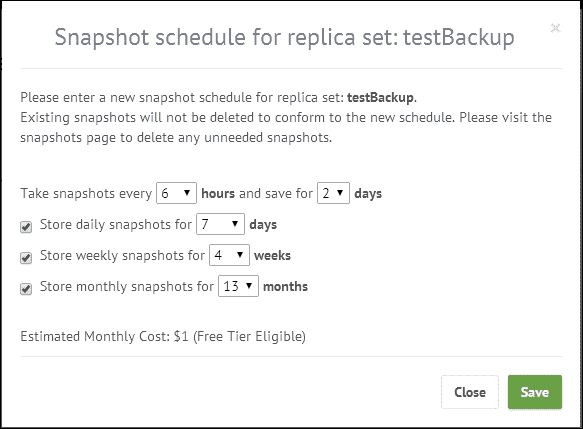 Snapshot schedule for replica set: testBackup
×
Please enter a new snapshot schedule for replica set: testBackup.
Existing snapshots will not be deleted to conform to the new schedule. Please visit the
snapshots page to delete any unneeded snapshots.
Take snapshots every 6 hours and save for 2 days
Store daily snapshots for 7 days
Store weekly snapshots for 4 weeks
Store monthly snapshots for 13 months
Estimated Monthly Cost: $1 (Free Tier Eligible)
Close Save